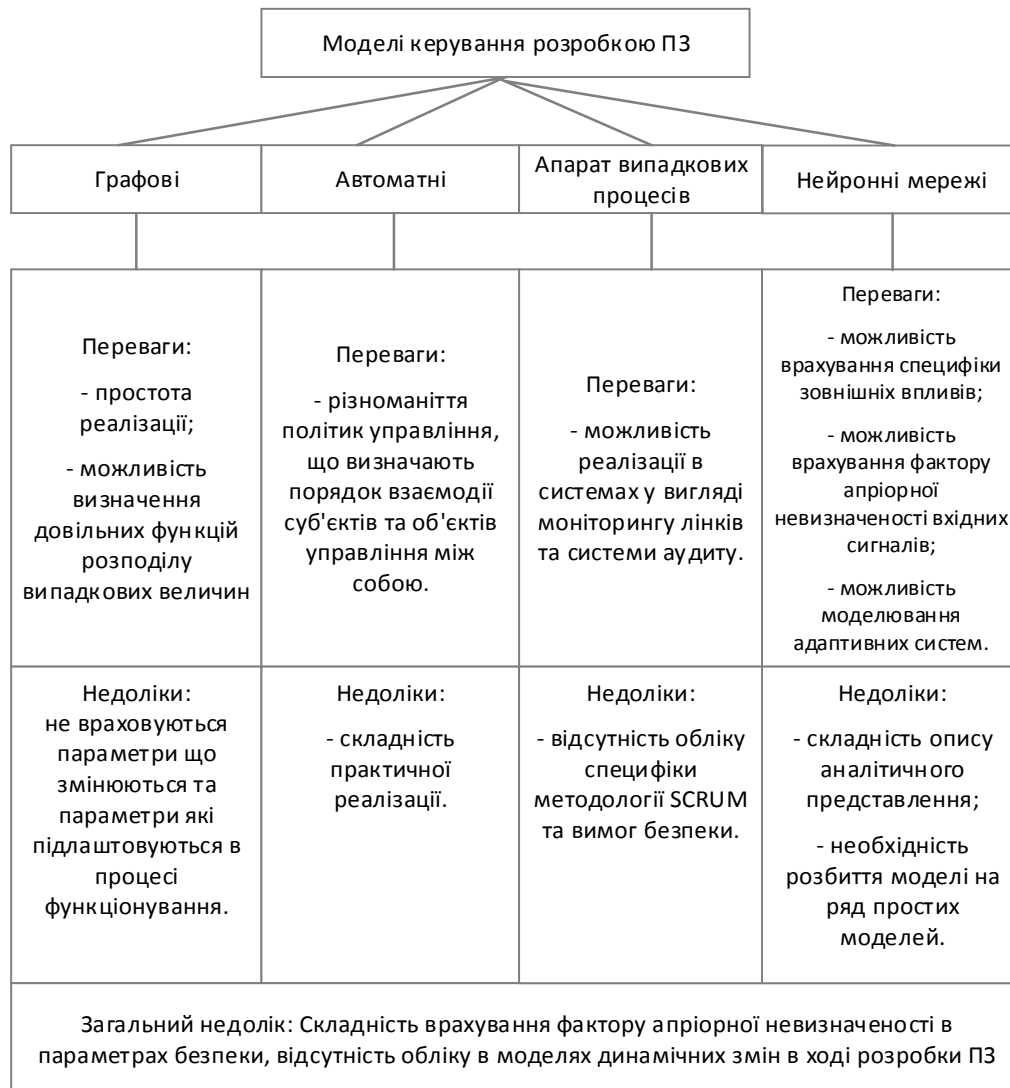 Моделі керування розробкою ПЗ
Графові
Автоматні
Апарат випадкових
процесів
Нейронні мережі
Переваги:
- простота
реалізації;
- можливість
визначення
довільних функцій
розподілу
випадкових величин
Переваги:
- різноманіття
політик управління,
що визначають
порядок взаємодії
суб'єктів та об'єктів
управління між
собою.
Переваги:
- можливість
реалізації в
системах у вигляді
моніторингу лінків
та системи аудиту.
Переваги:
- можливість
врахування специфіки
зовнішніх впливів;
- можливість
врахування фактору
апріорної
невизначеності вхідних
сигналів;
- можливість
моделювання
адаптивних систем.
Недоліки:
не враховуються
параметри що
змінюються та
параметри які
підлаштовуються в
процесі
функціонування.
Недоліки:
- складність
практичної
реалізації.
Недоліки:
- відсутність обліку
специфіки
методології SCRUM
та вимог безпеки.
Недоліки:
- складність опису
аналітичного
представлення;
- необхідність
розбиття моделі на
ряд простих
моделей.
Загальний недолік: Складність врахування фактору апріорної невизначеності в
параметрах безпеки, відсутність обліку в моделях динамічних змін в ході розробки ПЗ